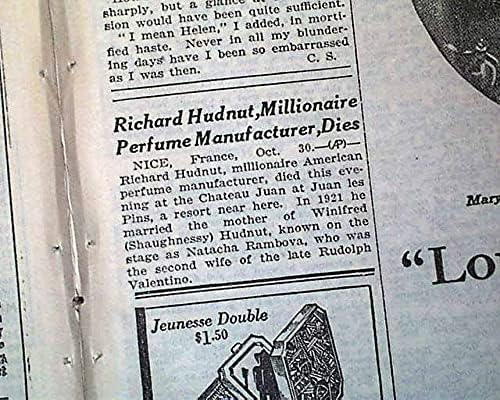 sharply, but a glance at
sion would have been quite sufficient.
"I mean Helen," I added, in morti-
fied haste. Never in all my blunder-
ing days have I been so embarrassed
as I was then. C. S.
Richard Hudnut, Millionaire
Perfume Manufacturer, Dies
NICE, France, Oct. 30.—(AP)—
Richard Hudnut, millionaire American
perfume manufacturer, died this eve-
ning at the Chateau Juan at Juan les
Pins, a resort near here. In 1921 he
married the mother of Winifred
(Shaughnessy) Hudnut, known on the
stage as Natacha Rambova, who was
the second wife of the late Rudolph
Valentino.
Jeunesse Double
$1.50
Mary
"Lo